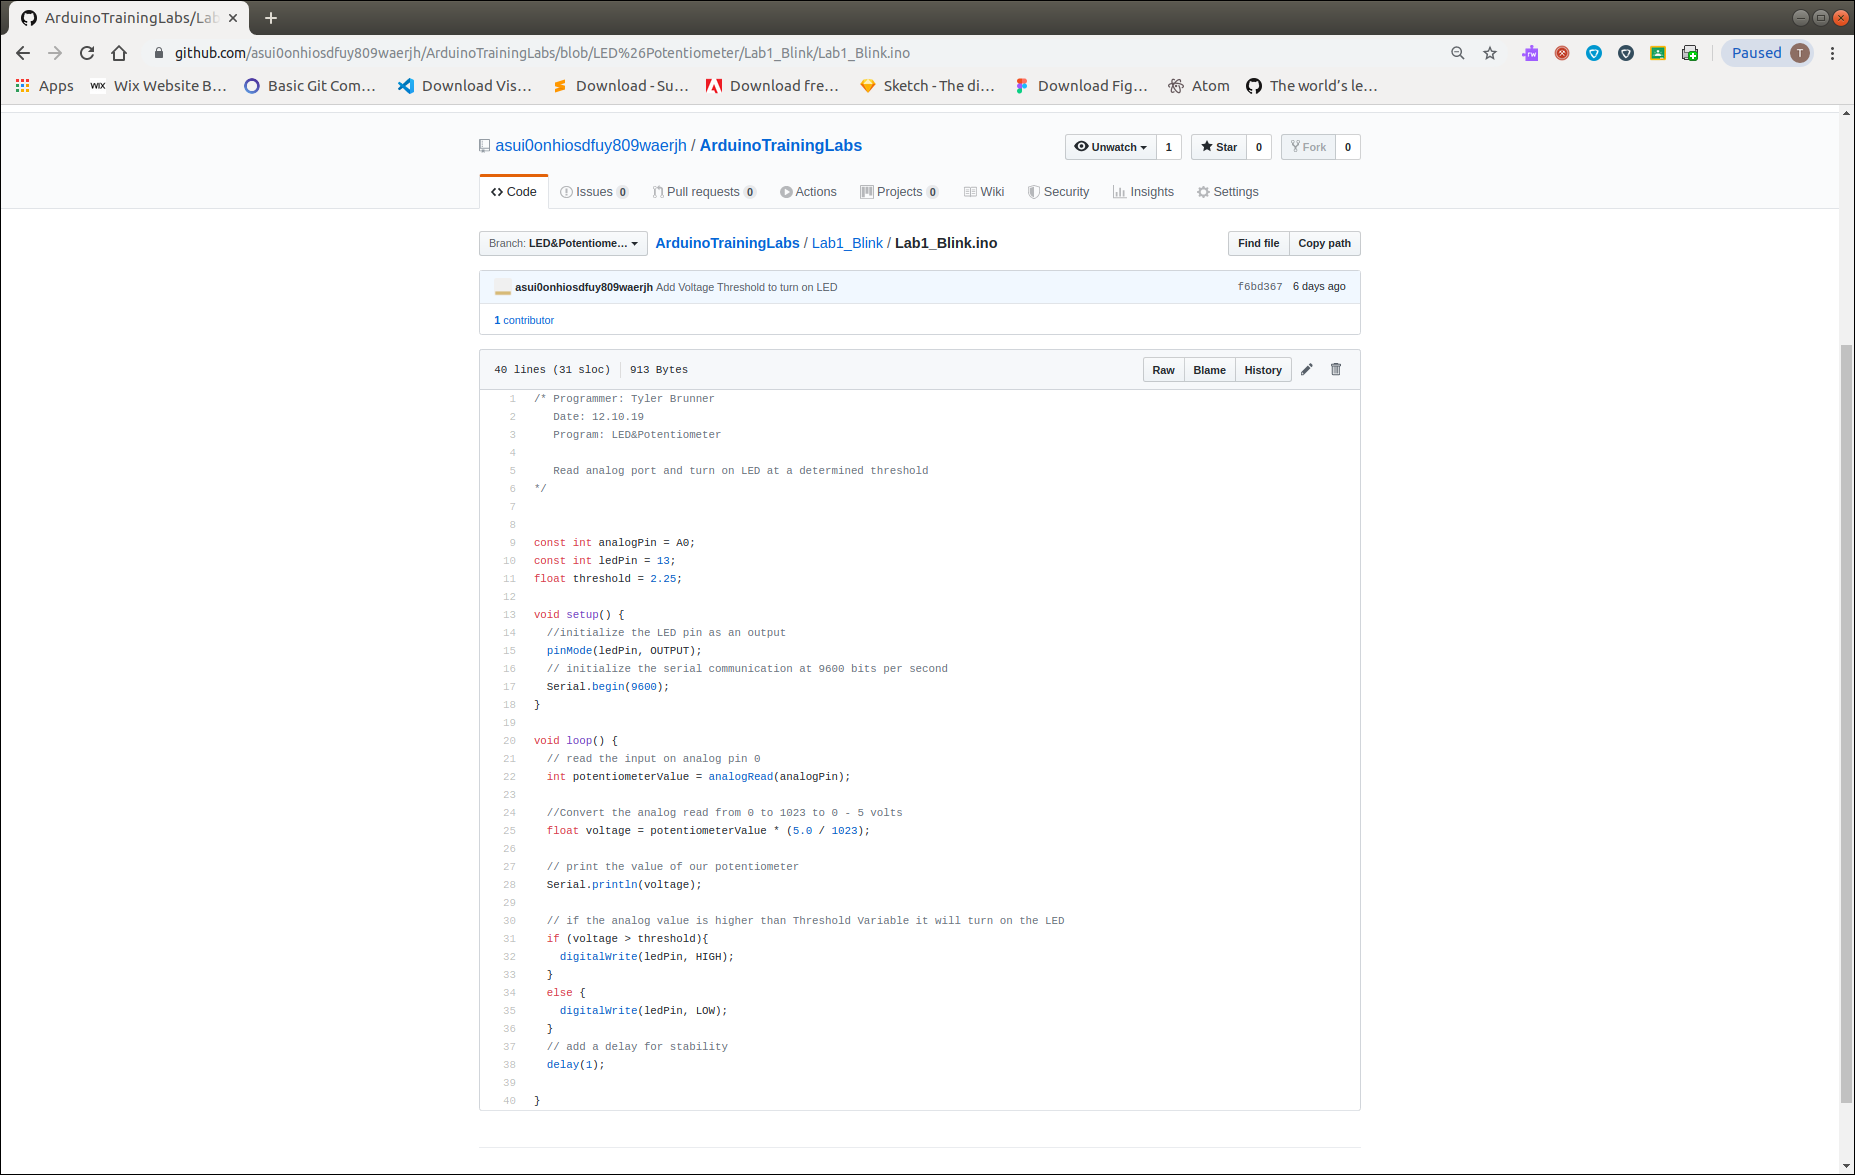 ArduinoTrainingLabs/Lab
github.com/asui0onhiosdfuy809waerjh/ArduinoTrainingLabs/blob/LED%26Potentiometer/Lab1_Blink/Lab1_Blink.ino
Paused T
Apps WIX Wix Website B… Basic Git Com… Download Vis… Download - Su… Download fre… Sketch - The di… Download Fig… Atom The world's le…
asui0onhiosdfuy809waerjh / ArduinoTrainingLabs
Unwatch 1 Star 0 Fork 0
Code Issues 0 Pull requests 0 Actions Projects 0 Wiki Security Insights Settings
Branch: LED&Potentiome… ArduinoTrainingLabs / Lab1_Blink / Lab1_Blink.ino Find file Copy path
asui0onhiosdfuy809waerjh Add Voltage Threshold to turn on LED f6bd367 6 days ago
1 contributor
40 lines (31 sloc) 913 Bytes Raw Blame History
1 /* Programmer: Tyler Brunner
2 Date: 12.10.19
3 Program: LED&Potentiometer
4
5 Read analog port and turn on LED at a determined threshold
6 */
7
8
9 const int analogPin = A0;
10 const int ledPin = 13;
11 float threshold = 2.25;
12
13 void setup() {
14 //initialize the LED pin as an output
15 pinMode(ledPin, OUTPUT);
16 // initialize the serial communication at 9600 bits per second
17 Serial.begin(9600);
18 }
19
20 void loop() {
21 // read the input on analog pin 0
22 int potentiometerValue = analogRead(analogPin);
23
24 //Convert the analog read from 0 to 1023 to 0 - 5 volts
25 float voltage = potentiometerValue * (5.0 / 1023);
26
27 // print the value of our potentiometer
28 Serial.println(voltage);
29
30 // if the analog value is higher than Threshold Variable it will turn on the LED
31 if (voltage > threshold){
32 digitalWrite(ledPin, HIGH);
33 }
34 else {
35 digitalWrite(ledPin, LOW);
36 }
37 // add a delay for stability
38 delay(1);
39
40 }